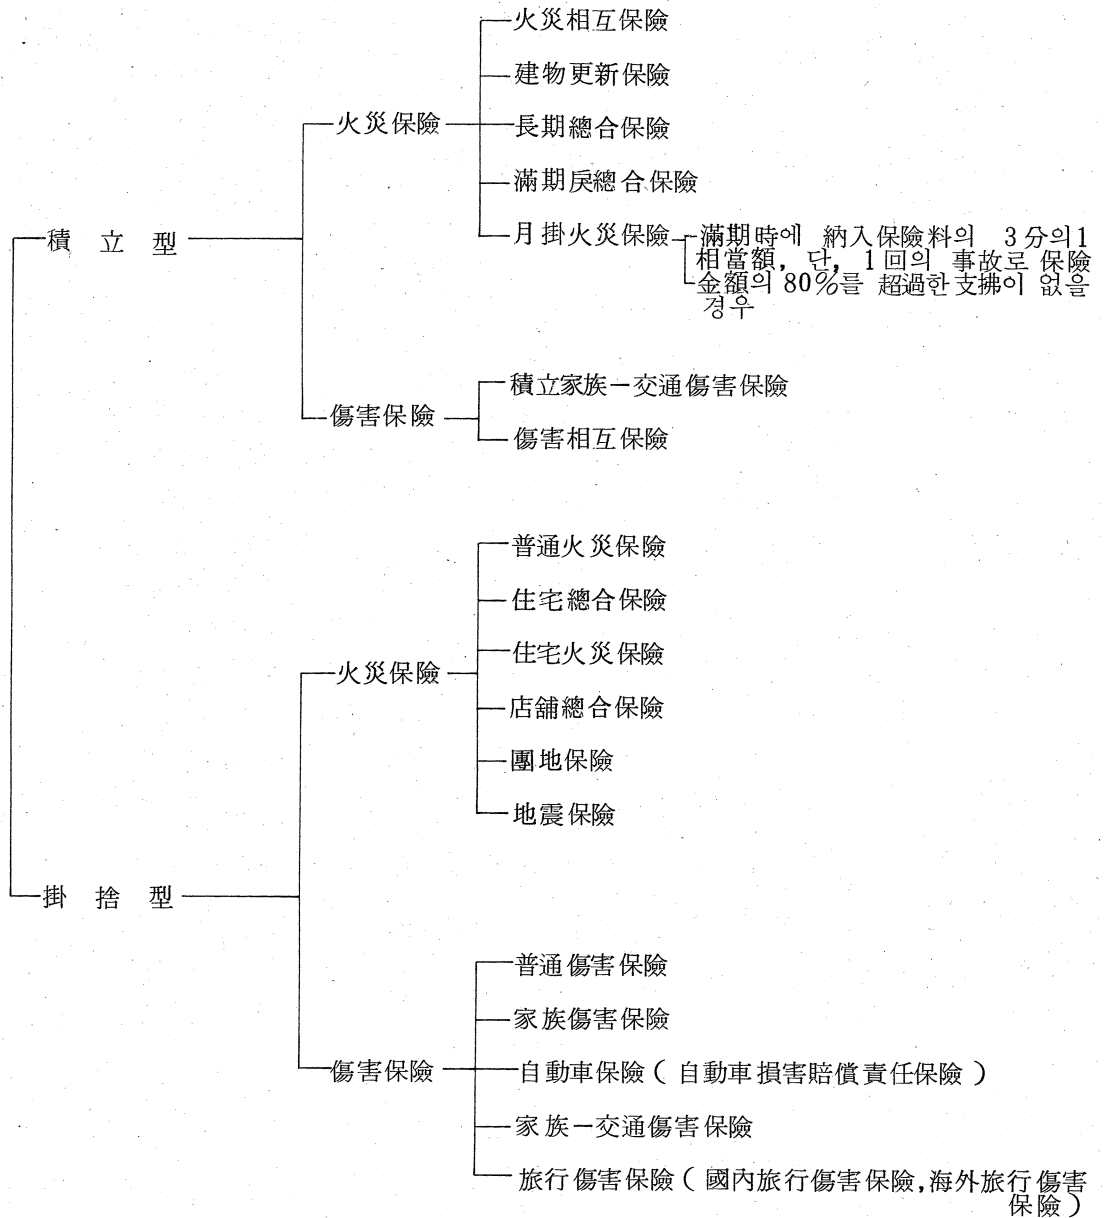 火災相互保險
建物更新保險
火災保險
長期總合保險
滿期戾總合保險
積立型
月掛火災保險
滿期時에 納入保險料의 3分의1
相當額, 단, 1回의 事故로 保險
金額의 80%를 超過한 支拂이 없을
경우
積立家族-交通傷害保險
傷害保險
傷害相互保險
普通火災保險
住宅總合保險
住宅火災保險
火災保險
店舖總合保險
團地保險
地震保險
掛捨型
普通傷害保險
家族傷害保險
傷害保險
自動車保險(自動車損害賠償責任保險)
家族-交通傷害保險
旅行傷害保險(國內旅行傷害保險,海外旅行傷害
保險)